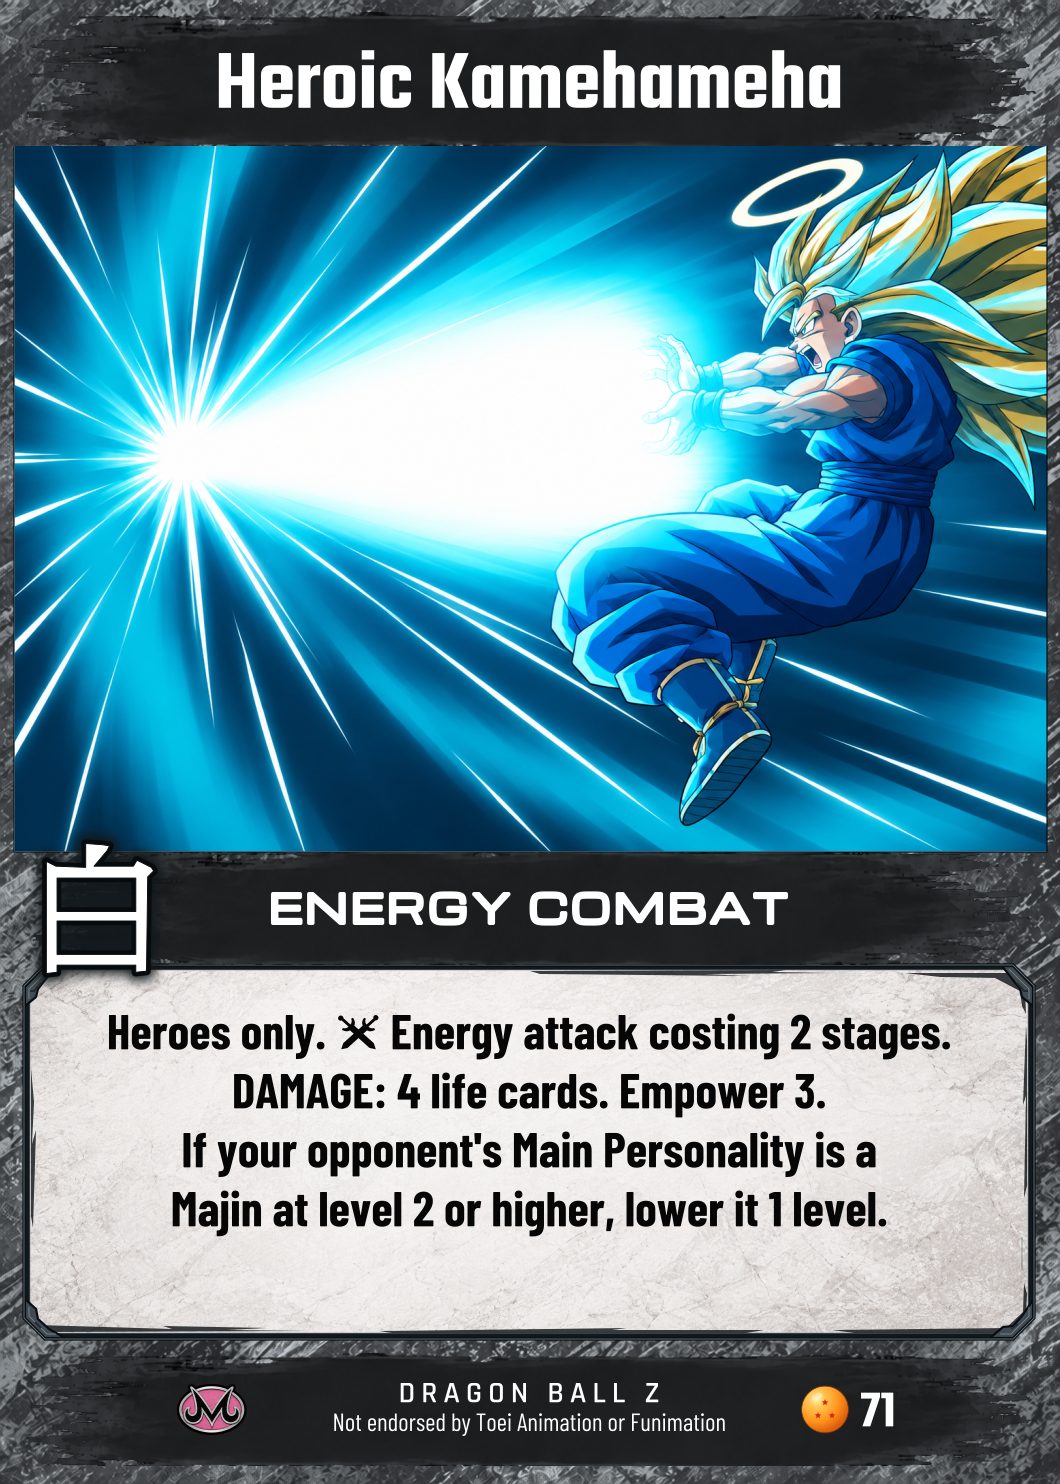 Heroic Kamehameha
白
ENERGY COMBAT
Heroes only. Energy attack costing 2 stages.
DAMAGE: 4 life cards. Empower 3.
If your opponent's Main Personality is a
Majin at level 2 or higher, lower it 1 level.
DRAGON BALL Z
Not endorsed by Toei Animation or Funimation
71